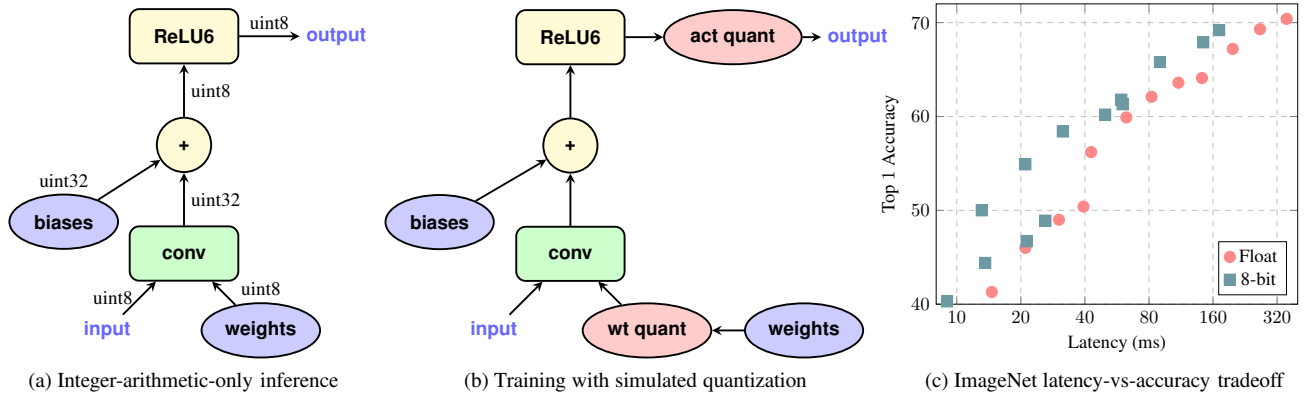 uint8
ReLU6
output
uint8
+
uint32
biases
uint32
conv
uint8
uint8
input
weights
(a) Integer-arithmetic-only inference
ReLU6
act quant
output
+
biases
conv
input
wt quant
weights
(b) Training with simulated quantization
70
60
50
40
Top 1 Accuracy
Float
8-bit
10 20 40 80 160 320
Latency (ms)
(c) ImageNet latency-vs-accuracy tradeoff